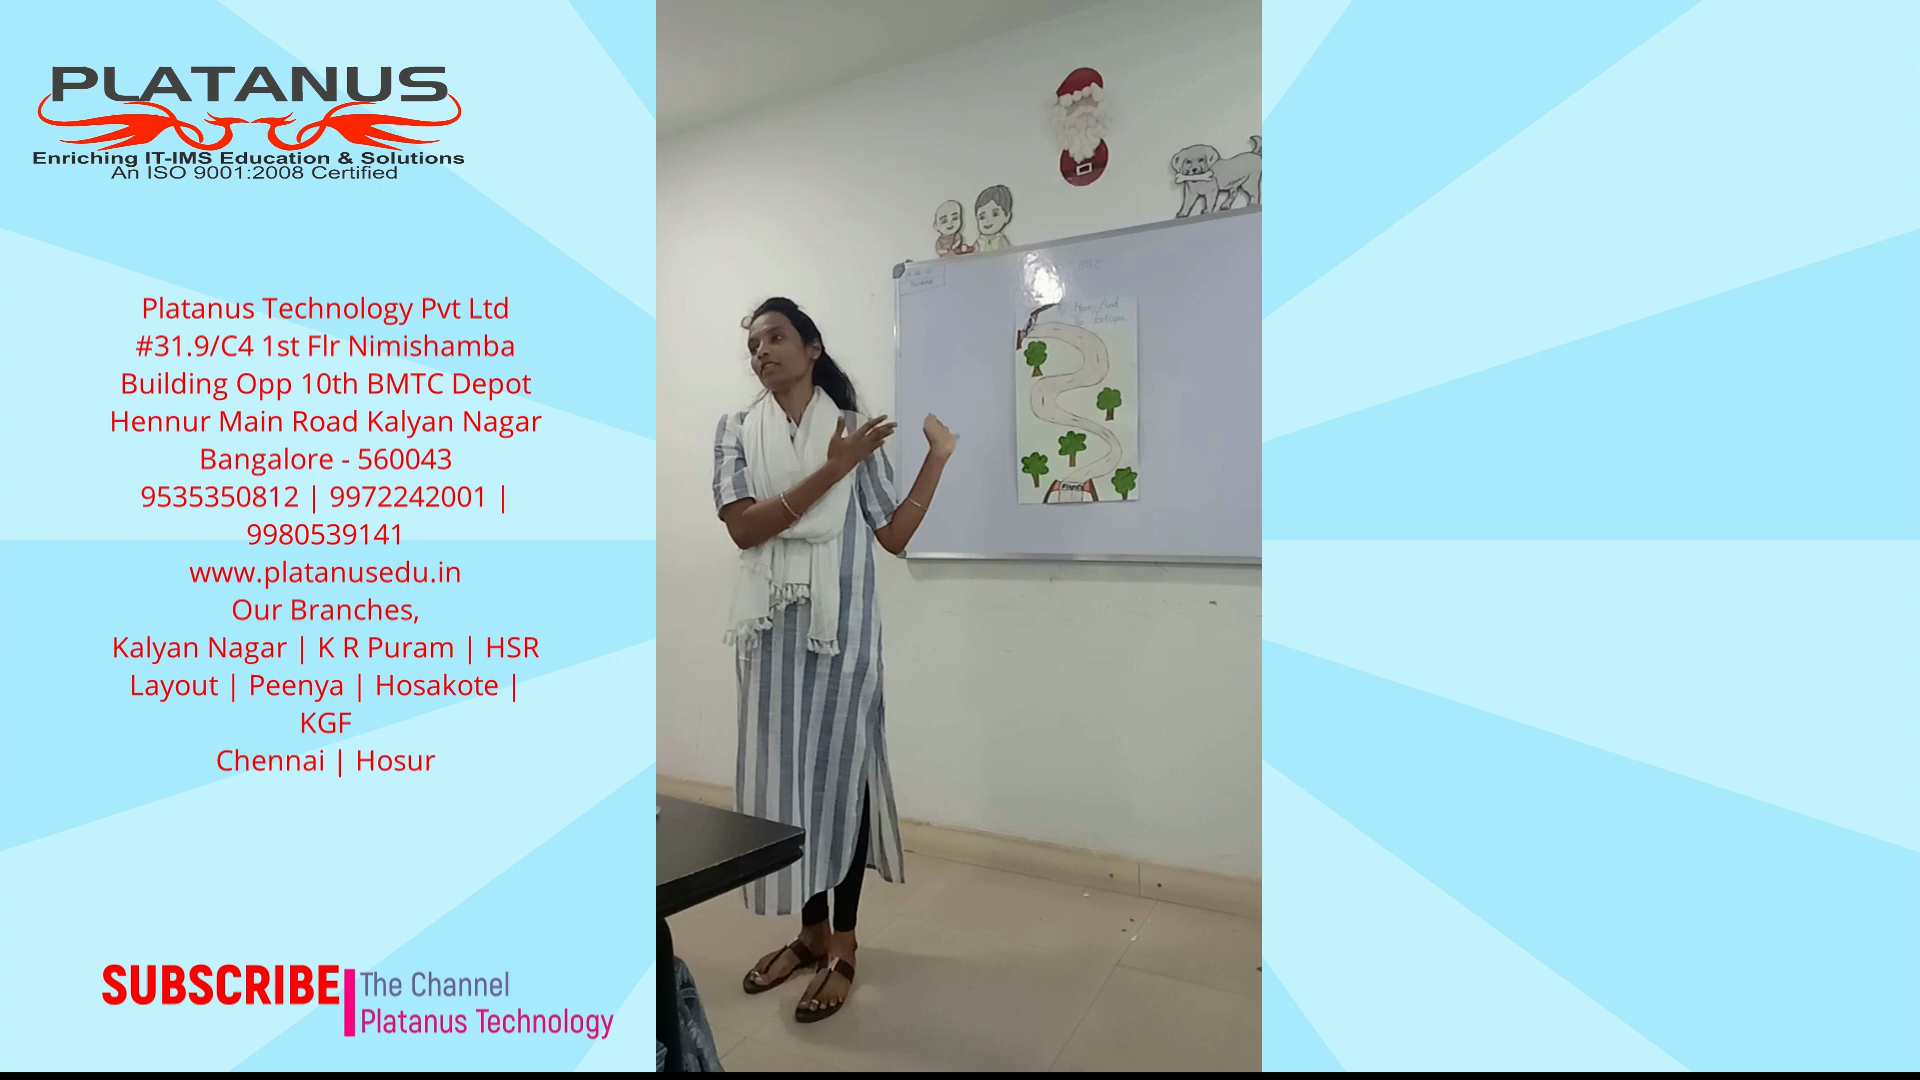 PLATANUS
Enriching IT-IMS Education & Solutions
An ISO 9001:2008 Certified
Platanus Technology Pvt Ltd
#31.9/C4 1st Flr Nimishamba
Building Opp 10th BMTC Depot
Hennur Main Road Kalyan Nagar
Bangalore - 560043
9535350812 | 9972242001 |
9980539141
www.platanusedu.in
Our Branches,
Kalyan Nagar | K R Puram | HSR
Layout | Peenya | Hosakote |
KGF
Chennai | Hosur
SUBSCRIBE
The Channel
Platanus Technology
And